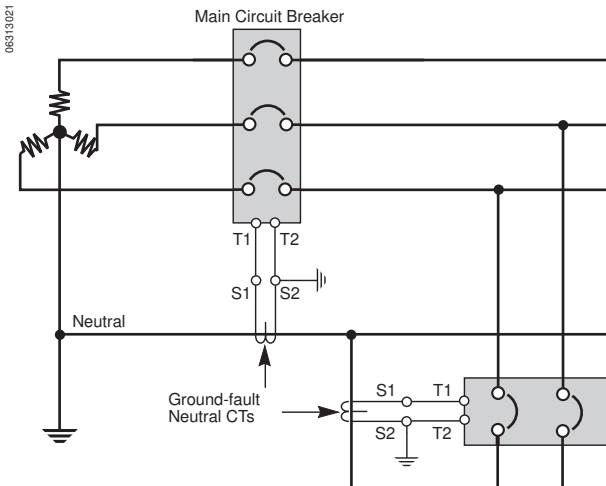 06313021
Main Circuit Breaker
T1 T2
S1 S2
Neutral
Ground-fault
Neutral CTs
S1 T1
S2 T2